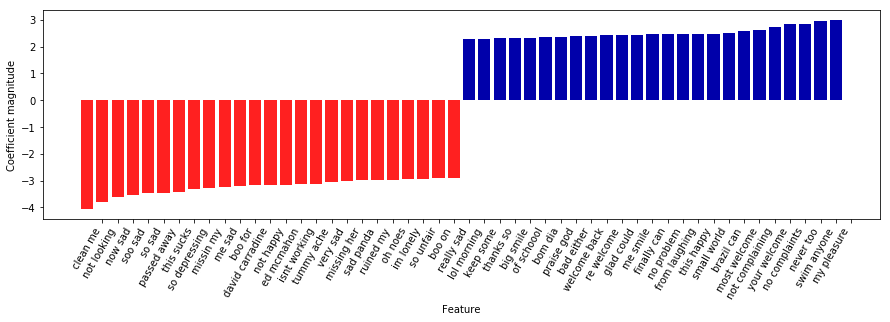 3
2
1
0
−1
−2
−3
−4
Coefficient magnitude
clean me
not looking
now sad
soo sad
so sad
passed away
this sucks
so depressing
missin my
me sad
boo for
david carradine
not happy
ed mcmahon
isnt working
tummy ache
very sad
missing her
sad panda
ruined my
oh noes
im lonely
so unfair
boo on
really sad
lol morning
keep some
thanks so
big smile
of schoool
bom dia
praise god
bad either
welcome back
re welcome
glad could
me smile
finally can
no problem
from laughing
this happy
small world
brazil can
most welcome
not complaining
your welcome
no complaints
never too
swim anyone
my pleasure
Feature